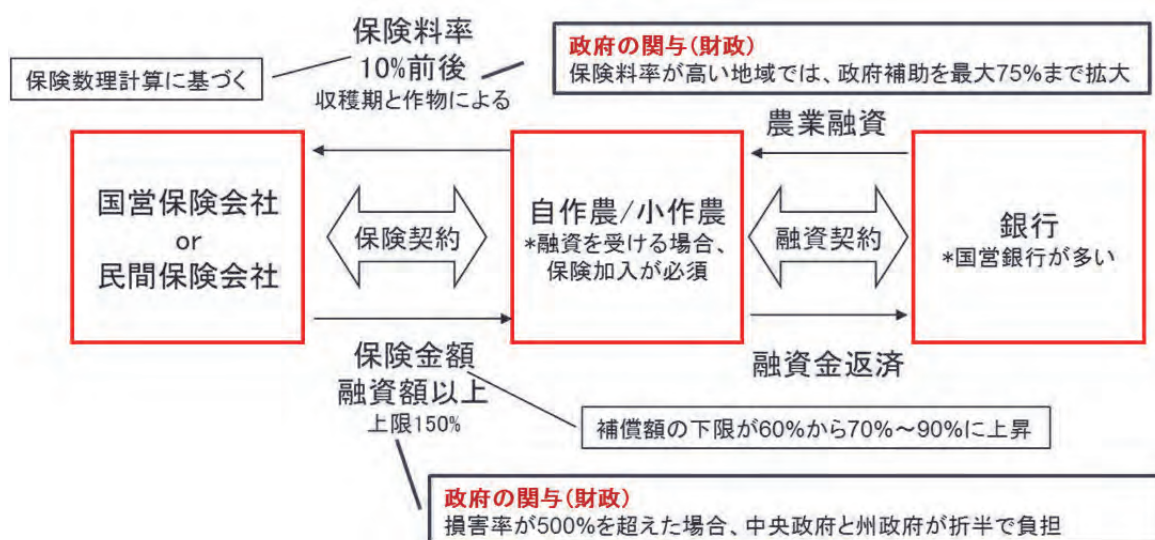 保険料率
10%前後
収穫期と作物による
保険数理計算に基づく
政府の関与(財政)
保険料率が高い地域では、政府補助を最大75%まで拡大
農業融資
国営保険会社
or
民間保険会社
保険契約
自作農/小作農
*融資を受ける場合、
保険加入が必須
融資契約
銀行
*国営銀行が多い
保険金額
融資額以上
上限150%
融資金返済
補償額の下限が60%から70%~90%に上昇
政府の関与(財政)
損害率が500%を超えた場合、中央政府と州政府が折半で負担